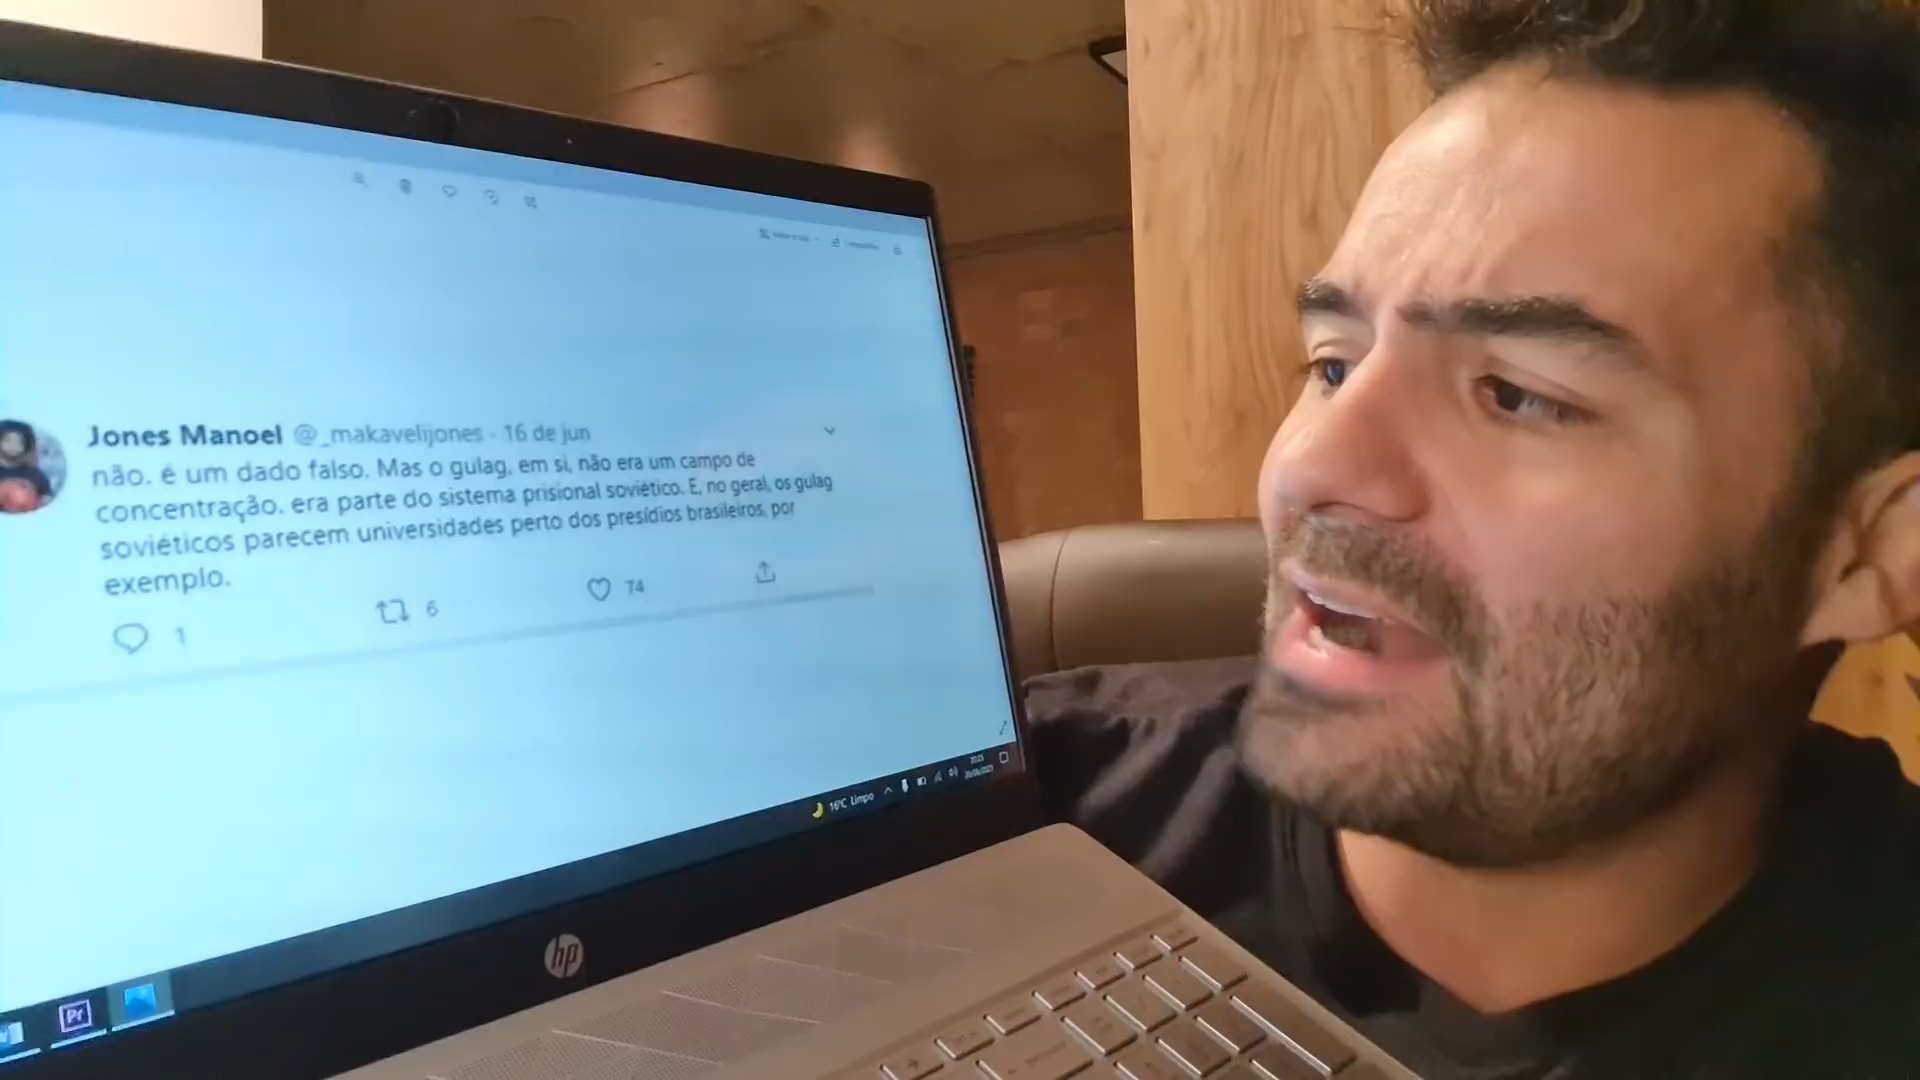 Jones Manoel @_makavelijones · 16 de jun
não. é um dado falso. Mas o gulag, em si, não era um campo de
concentração. era parte do sistema prisional soviético. E, no geral, os gulag
soviéticos parecem universidades perto dos presídios brasileiros, por
exemplo.
1 6 74
16°C Limpo
hp
Pr